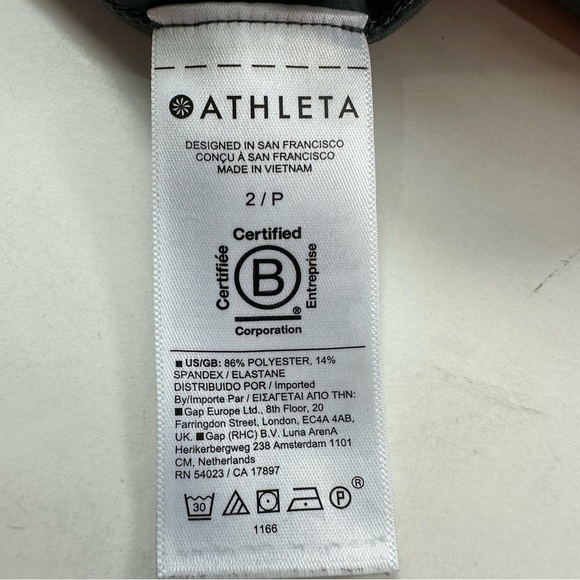 ATHLETA
DESIGNED IN SAN FRANCISCO
CONÇU À SAN FRANCISCO
MADE IN VIETNAM
2 / P
Certified
Certifiée
B
Entreprise
®
Corporation
■ US/GB: 86% POLYESTER, 14%
SPANDEX / ELASTANE
DISTRIBUIDO POR / Imported
By/Importe Par / ΕΙΣΑΓΕΤΑΙ ΑΠΟ ΤΗΝ:
■ Gap Europe Ltd., 8th Floor, 20
Farringdon Street, London, EC4A 4AB,
UK. ■ Gap (RHC) B.V. Luna ArenA
Herikerbergweg 238 Amsterdam 1101
CM, Netherlands
RN 54023 / CA 17897
30 P ®
1166